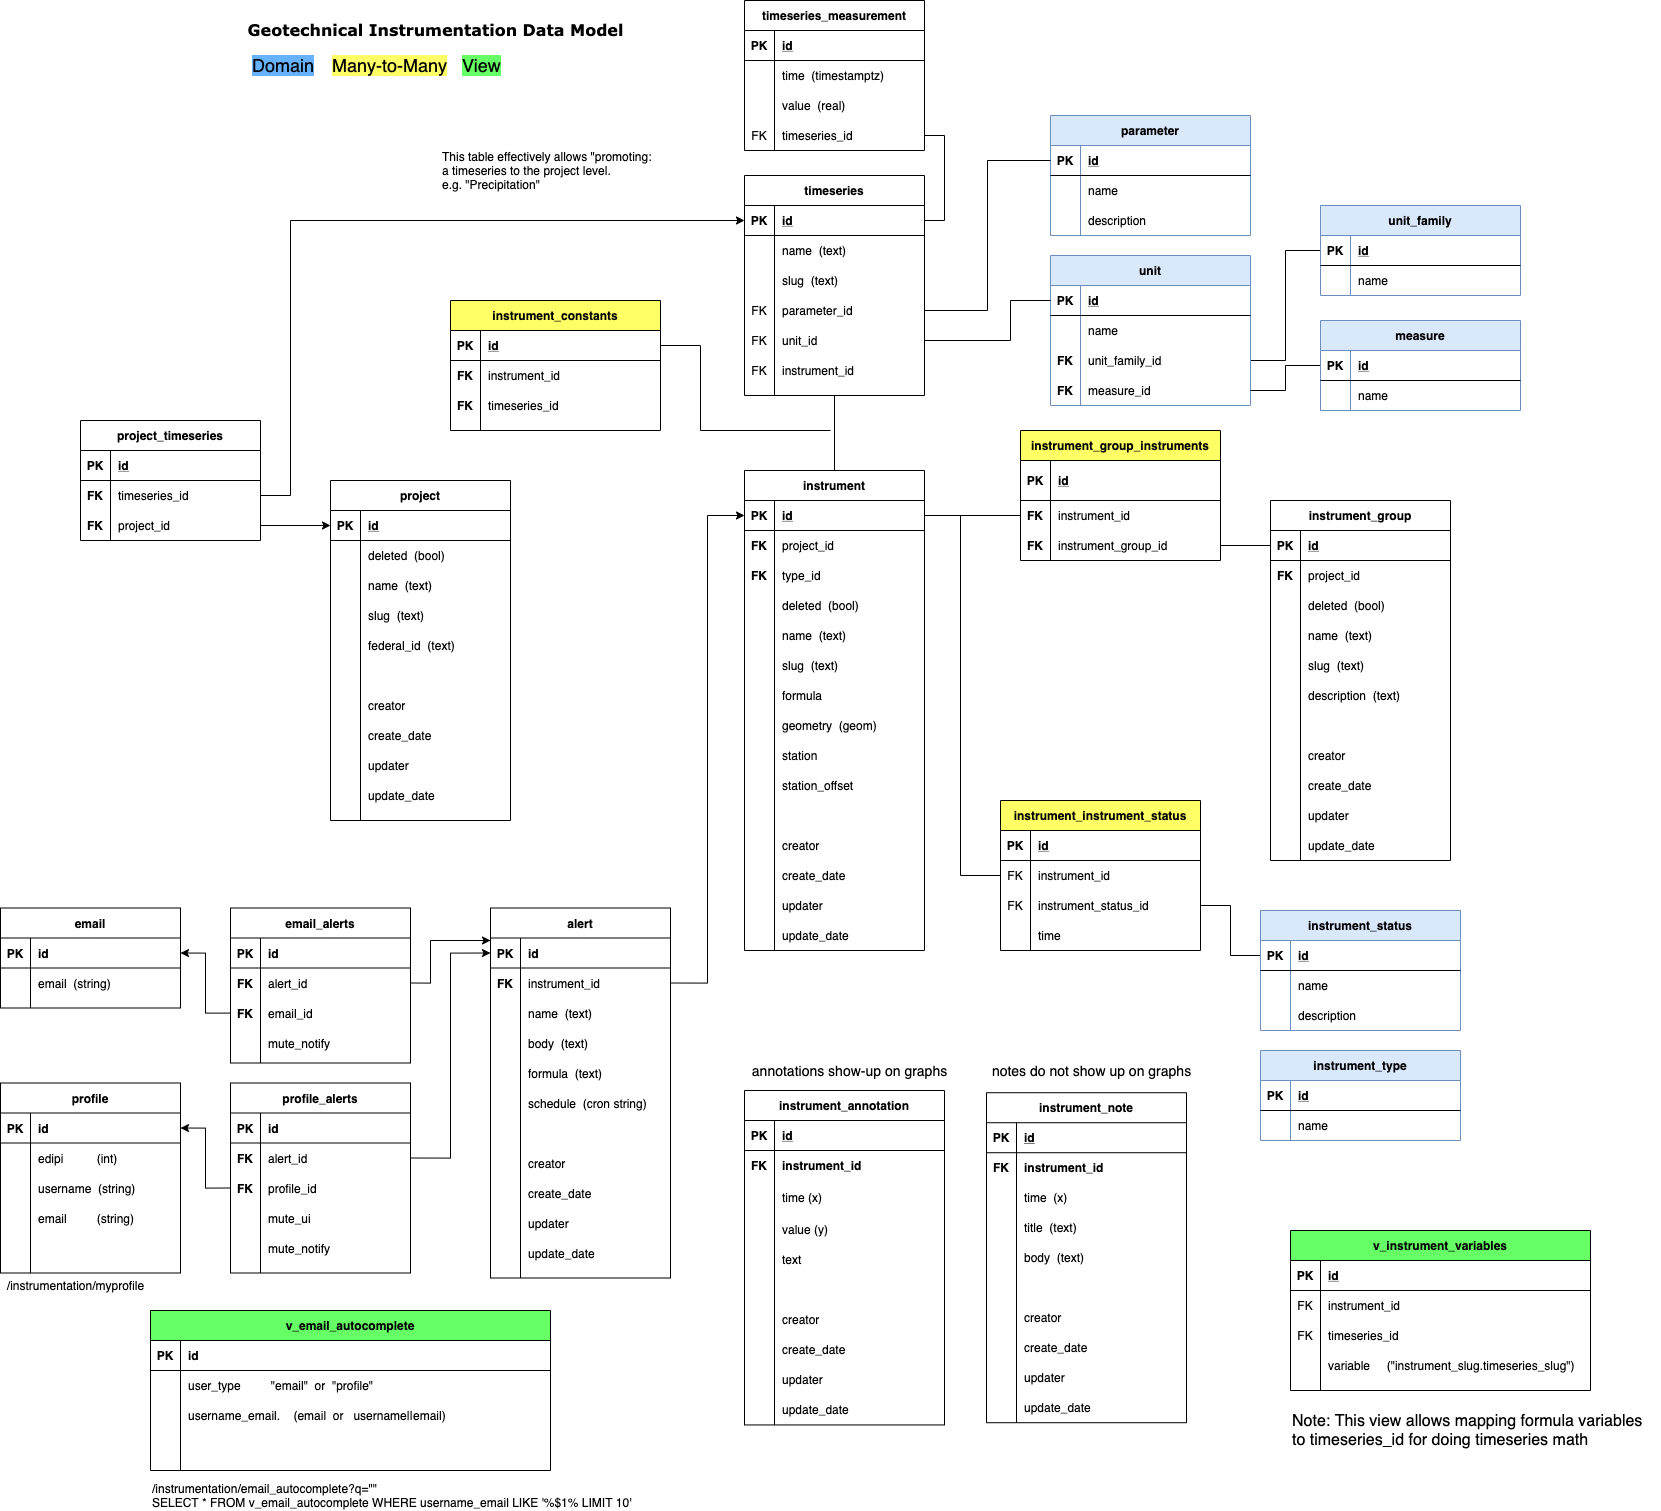 Geotechnical Instrumentation Data Model
Domain Many-to-Many View
timeseries_measurement
PK id
time (timestamptz)
value (real)
FK timeseries_id
This table effectively allows "promoting:
a timeseries to the project level.
e.g. "Precipitation"
timeseries
PK id
name (text)
slug (text)
FK parameter_id
FK unit_id
FK instrument_id
parameter
PK id
name
description
unit
PK id
name
FK unit_family_id
FK measure_id
unit_family
PK id
name
measure
PK id
name
instrument_constants
PK id
FK instrument_id
FK timeseries_id
project_timeseries
PK id
FK timeseries_id
FK project_id
project
PK id
deleted (bool)
name (text)
slug (text)
federal_id (text)
creator
create_date
updater
update_date
instrument
PK id
FK project_id
FK type_id
deleted (bool)
name (text)
slug (text)
formula
geometry (geom)
station
station_offset
creator
create_date
updater
update_date
instrument_group_instruments
PK id
FK instrument_id
FK instrument_group_id
instrument_group
PK id
FK project_id
deleted (bool)
name (text)
slug (text)
description (text)
creator
create_date
updater
update_date
instrument_instrument_status
PK id
FK instrument_id
FK instrument_status_id
time
instrument_status
PK id
name
description
instrument_type
PK id
name
email
PK id
email (string)
email_alerts
PK id
FK alert_id
FK email_id
mute_notify
alert
PK id
FK instrument_id
name (text)
body (text)
formula (text)
schedule (cron string)
creator
create_date
updater
update_date
profile
PK id
edipi (int)
username (string)
email (string)
/instrumentation/myprofile
profile_alerts
PK id
FK alert_id
FK profile_id
mute_ui
mute_notify
annotations show-up on graphs
instrument_annotation
PK id
FK instrument_id
time (x)
value (y)
text
creator
create_date
updater
update_date
notes do not show up on graphs
instrument_note
PK id
FK instrument_id
time (x)
title (text)
body (text)
creator
create_date
updater
update_date
v_instrument_variables
PK id
FK instrument_id
FK timeseries_id
variable ("instrument_slug.timeseries_slug")
Note: This view allows mapping formula variables
to timeseries_id for doing timeseries math
v_email_autocomplete
PK id
user_type "email" or "profile"
username_email. (email or username||email)
/instrumentation/email_autocomplete?q=""
SELECT * FROM v_email_autocomplete WHERE username_email LIKE '%$1% LIMIT 10'